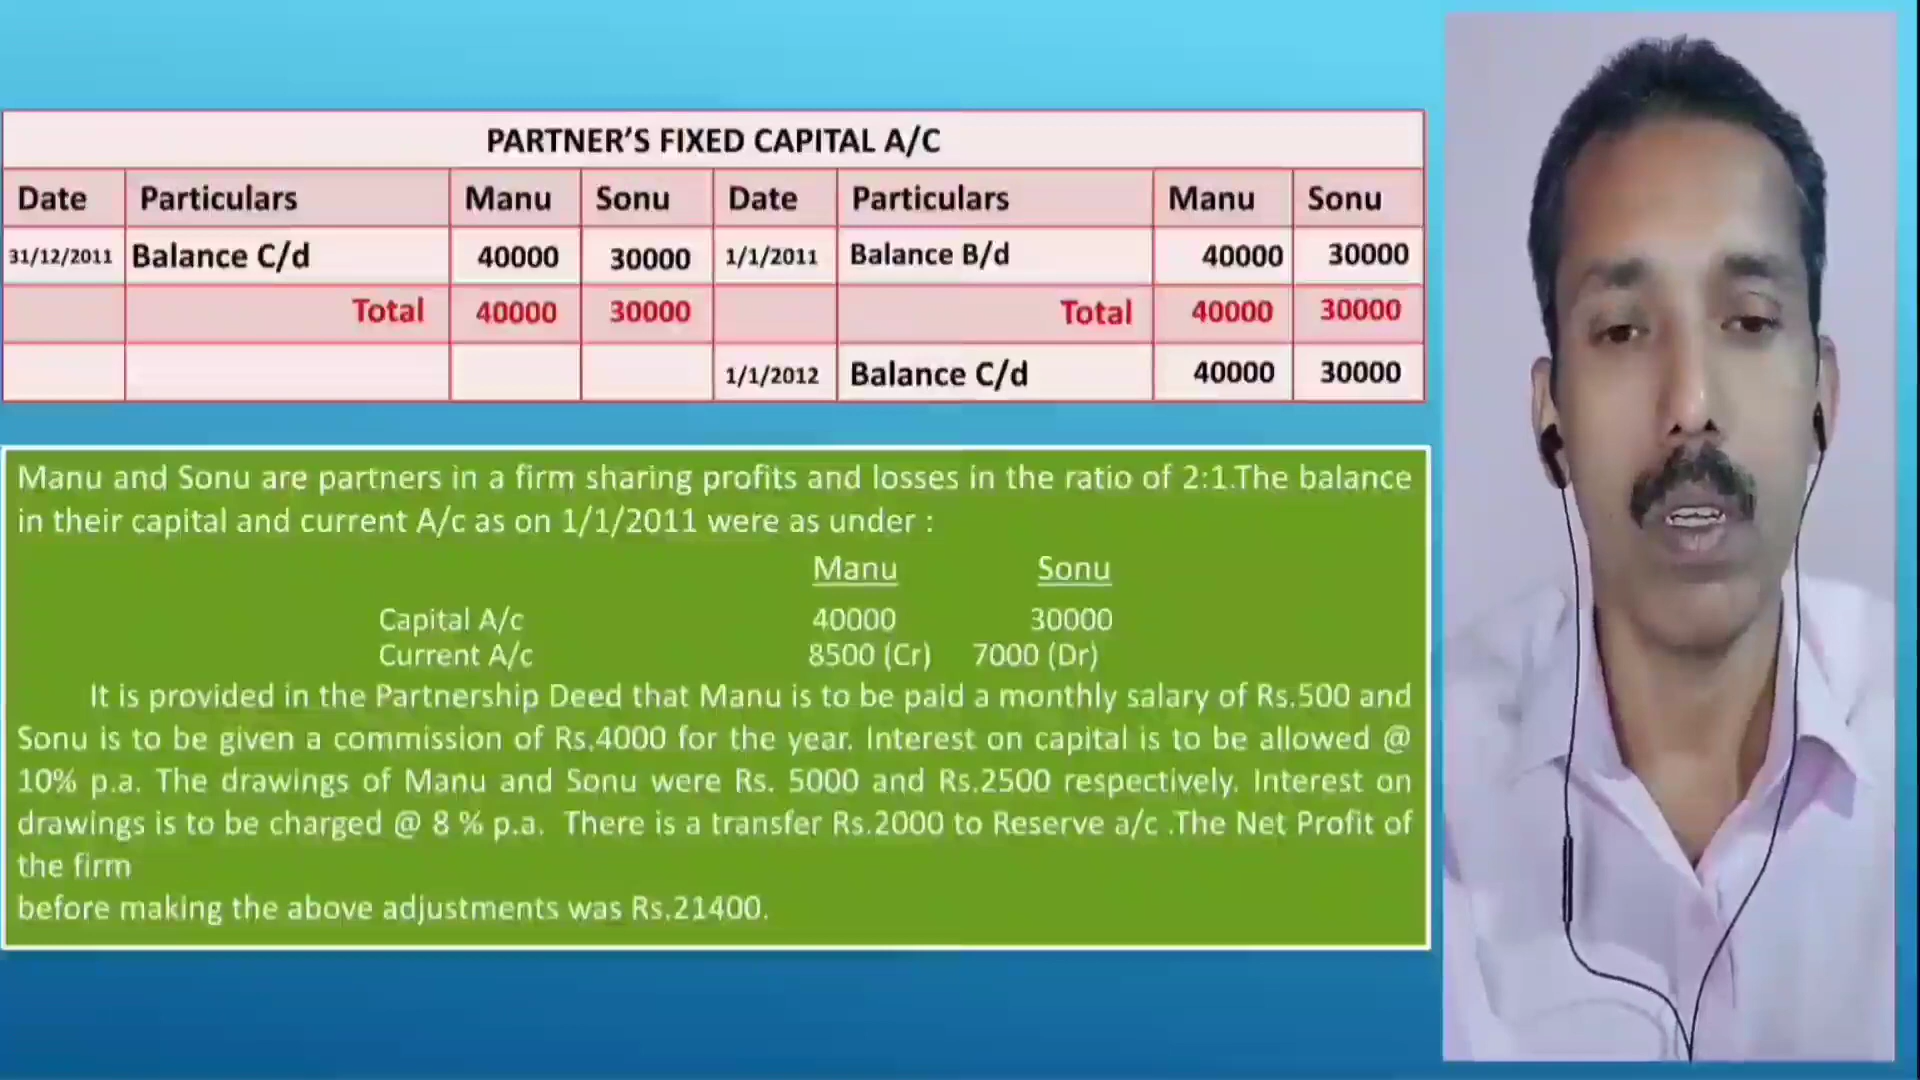 PARTNER'S FIXED CAPITAL A/C
Date Particulars Manu Sonu Date Particulars Manu Sonu
31/12/2011 Balance C/d 40000 30000 1/1/2011 Balance B/d 40000 30000
Total 40000 30000 Total 40000 30000
1/1/2012 Balance C/d 40000 30000
Manu and Sonu are partners in a firm sharing profits and losses in the ratio of 2:1.The balance
in their capital and current A/c as on 1/1/2011 were as under :
Manu Sonu
Capital A/c 40000 30000
Current A/c 8500 (Cr) 7000 (Dr)
It is provided in the Partnership Deed that Manu is to be paid a monthly salary of Rs.500 and
Sonu is to be given a commission of Rs.4000 for the year. Interest on capital is to be allowed @
10% p.a. The drawings of Manu and Sonu were Rs. 5000 and Rs.2500 respectively. Interest on
drawings is to be charged @ 8 % p.a. There is a transfer Rs.2000 to Reserve a/c .The Net Profit of
the firm
before making the above adjustments was Rs.21400.